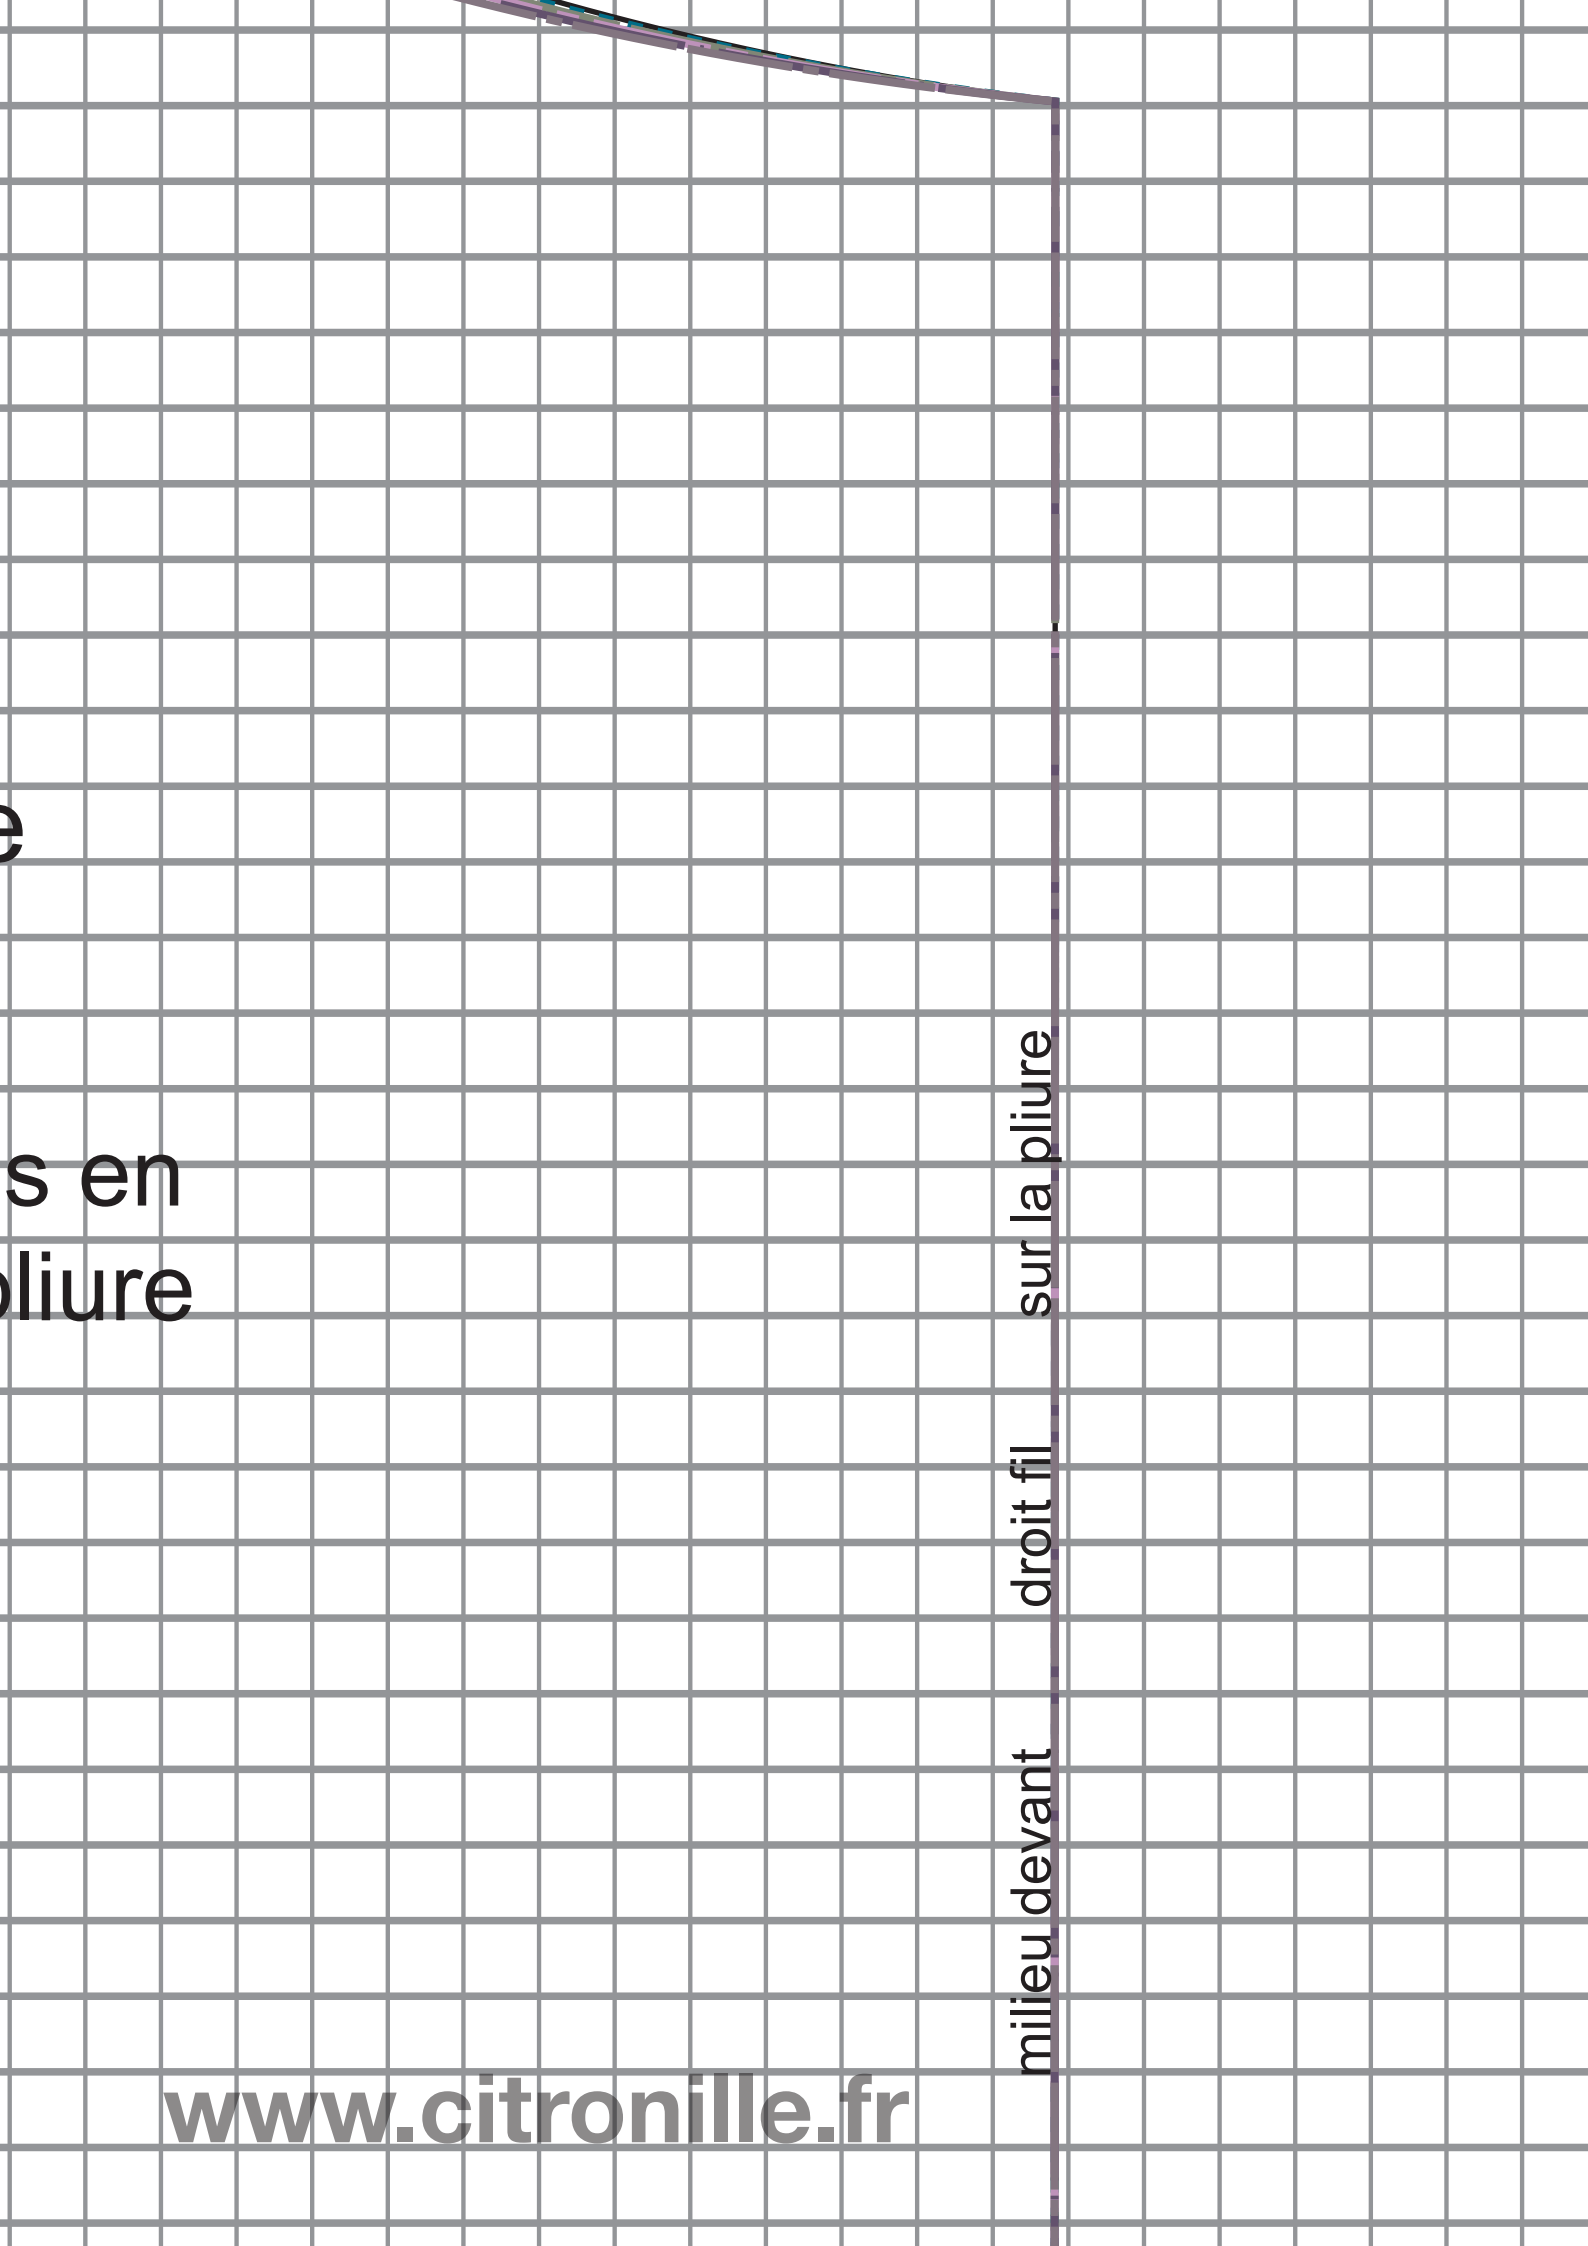 e
s en
pliure
sur la pliure
droit fil
milieu devant
www.citronille.fr